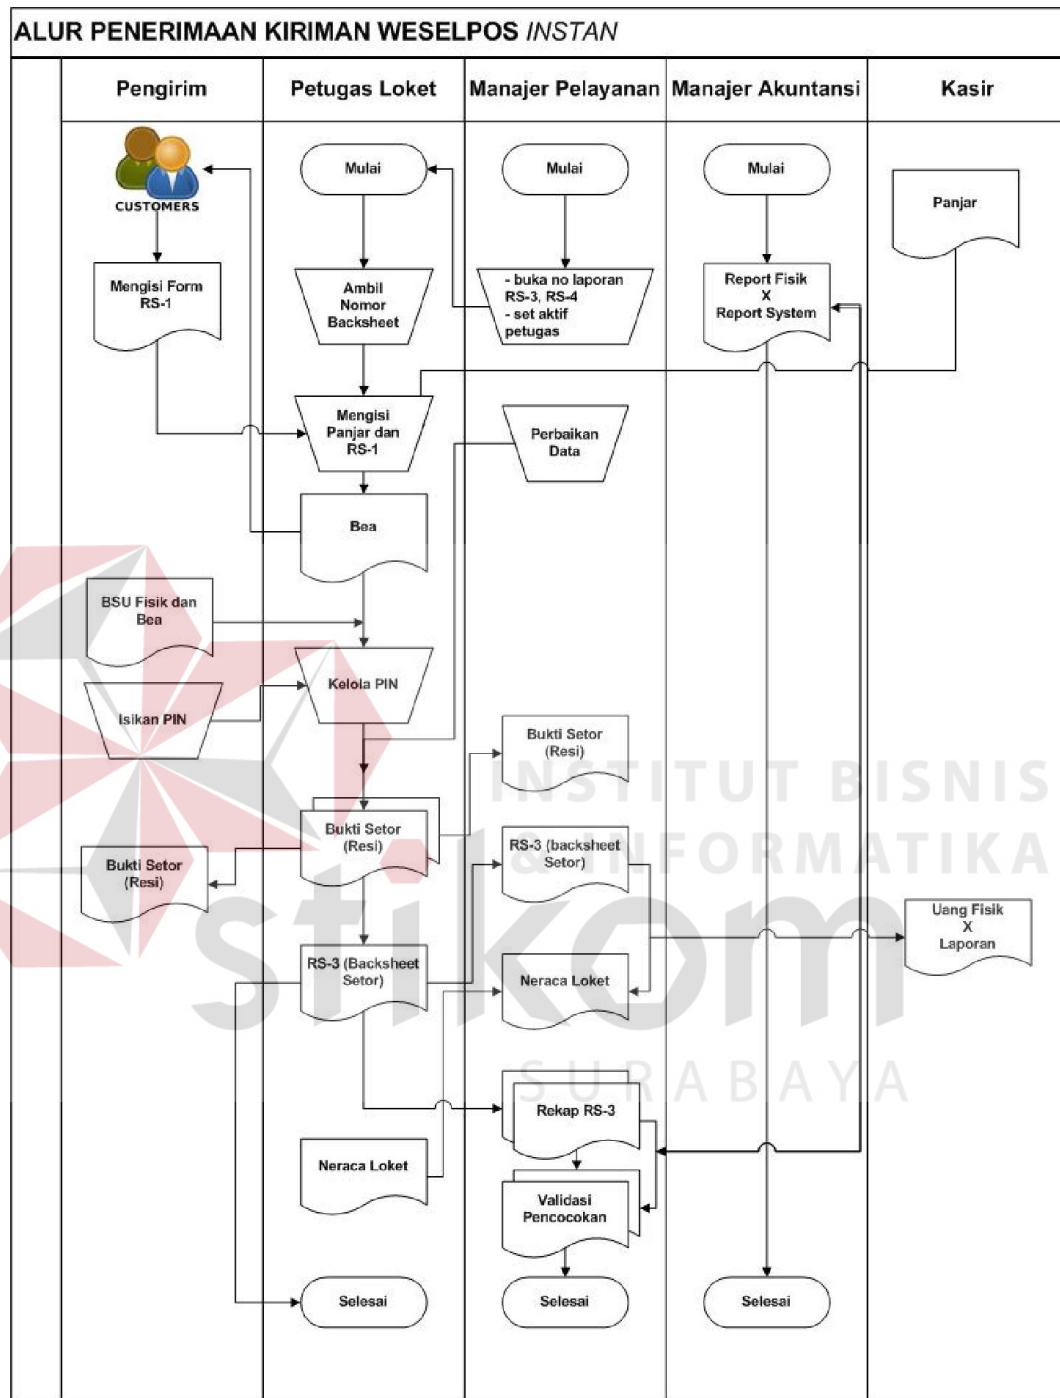 ALUR PENERIMAAN KIRIMAN WESELPOS INSTAN
Pengirim
Petugas Loket
Manajer Pelayanan
Manajer Akuntansi
Kasir
CUSTOMERS
Mulai
Mulai
Mulai
Panjar
Mengisi Form
RS-1
Ambil
Nomor
Backsheet
- buka no laporan
RS-3, RS-4
- set aktif
petugas
Report Fisik
X
Report System
Mengisi
Panjar dan
RS-1
Perbaikan
Data
Bea
BSU Fisik dan
Bea
Kelola PIN
Isikan PIN
Bukti Setor
(Resi)
Bukti Setor
(Resi)
Bukti Setor
(Resi)
RS-3 (backsheet
Setor)
Uang Fisik
X
Laporan
RS-3 (Backsheet
Setor)
Neraca Loket
Rekap RS-3
Neraca Loket
Validasi
Pencocokan
Selesai
Selesai
Selesai
INSTITUT BISNIS
& INFORMATIKA
stikom
SURABAYA